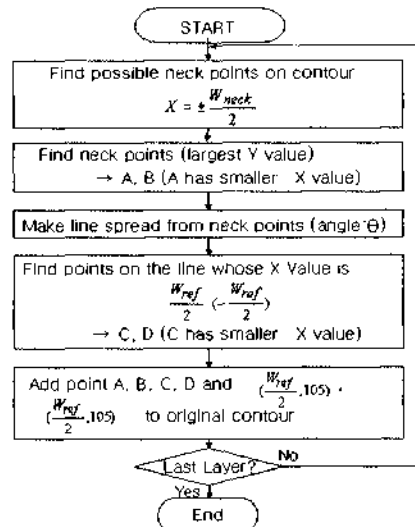 START
Find possible neck points on contour
X = ± W_neck / 2
Find neck points (largest Y value)
→ A, B (A has smaller X value)
Make line spread from neck points (angle θ)
Find points on the line whose X Value is
W_ref / 2 (- W_ref / 2)
→ C, D (C has smaller X value)
Add point A, B, C, D and (W_ref / 2 , 105) ,
(W_ref / 2 , 105) to original contour
Last Layer?
No
Yes
End